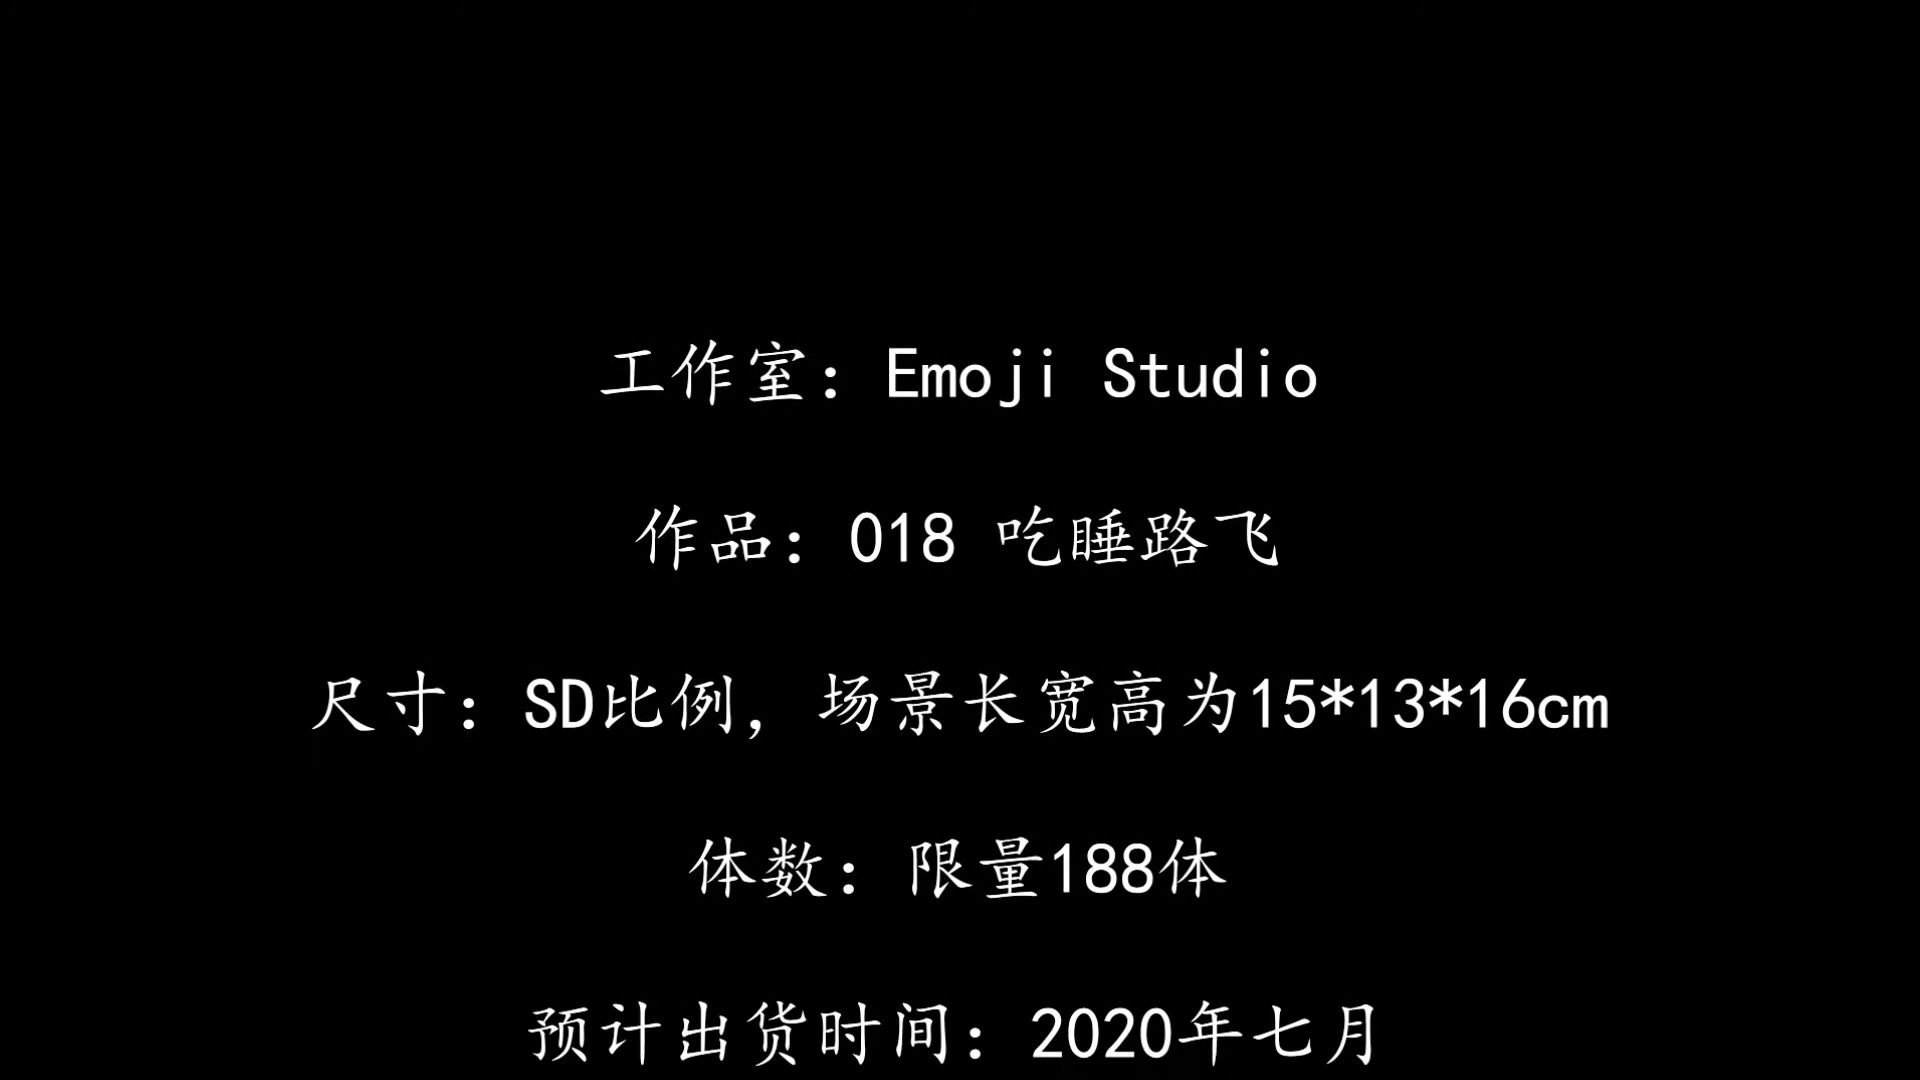 工作室：Emoji Studio
作品：018 吃睡路飞
尺寸：SD比例，场景长宽高为15*13*16cm
体数：限量188体
预计出货时间：2020年七月